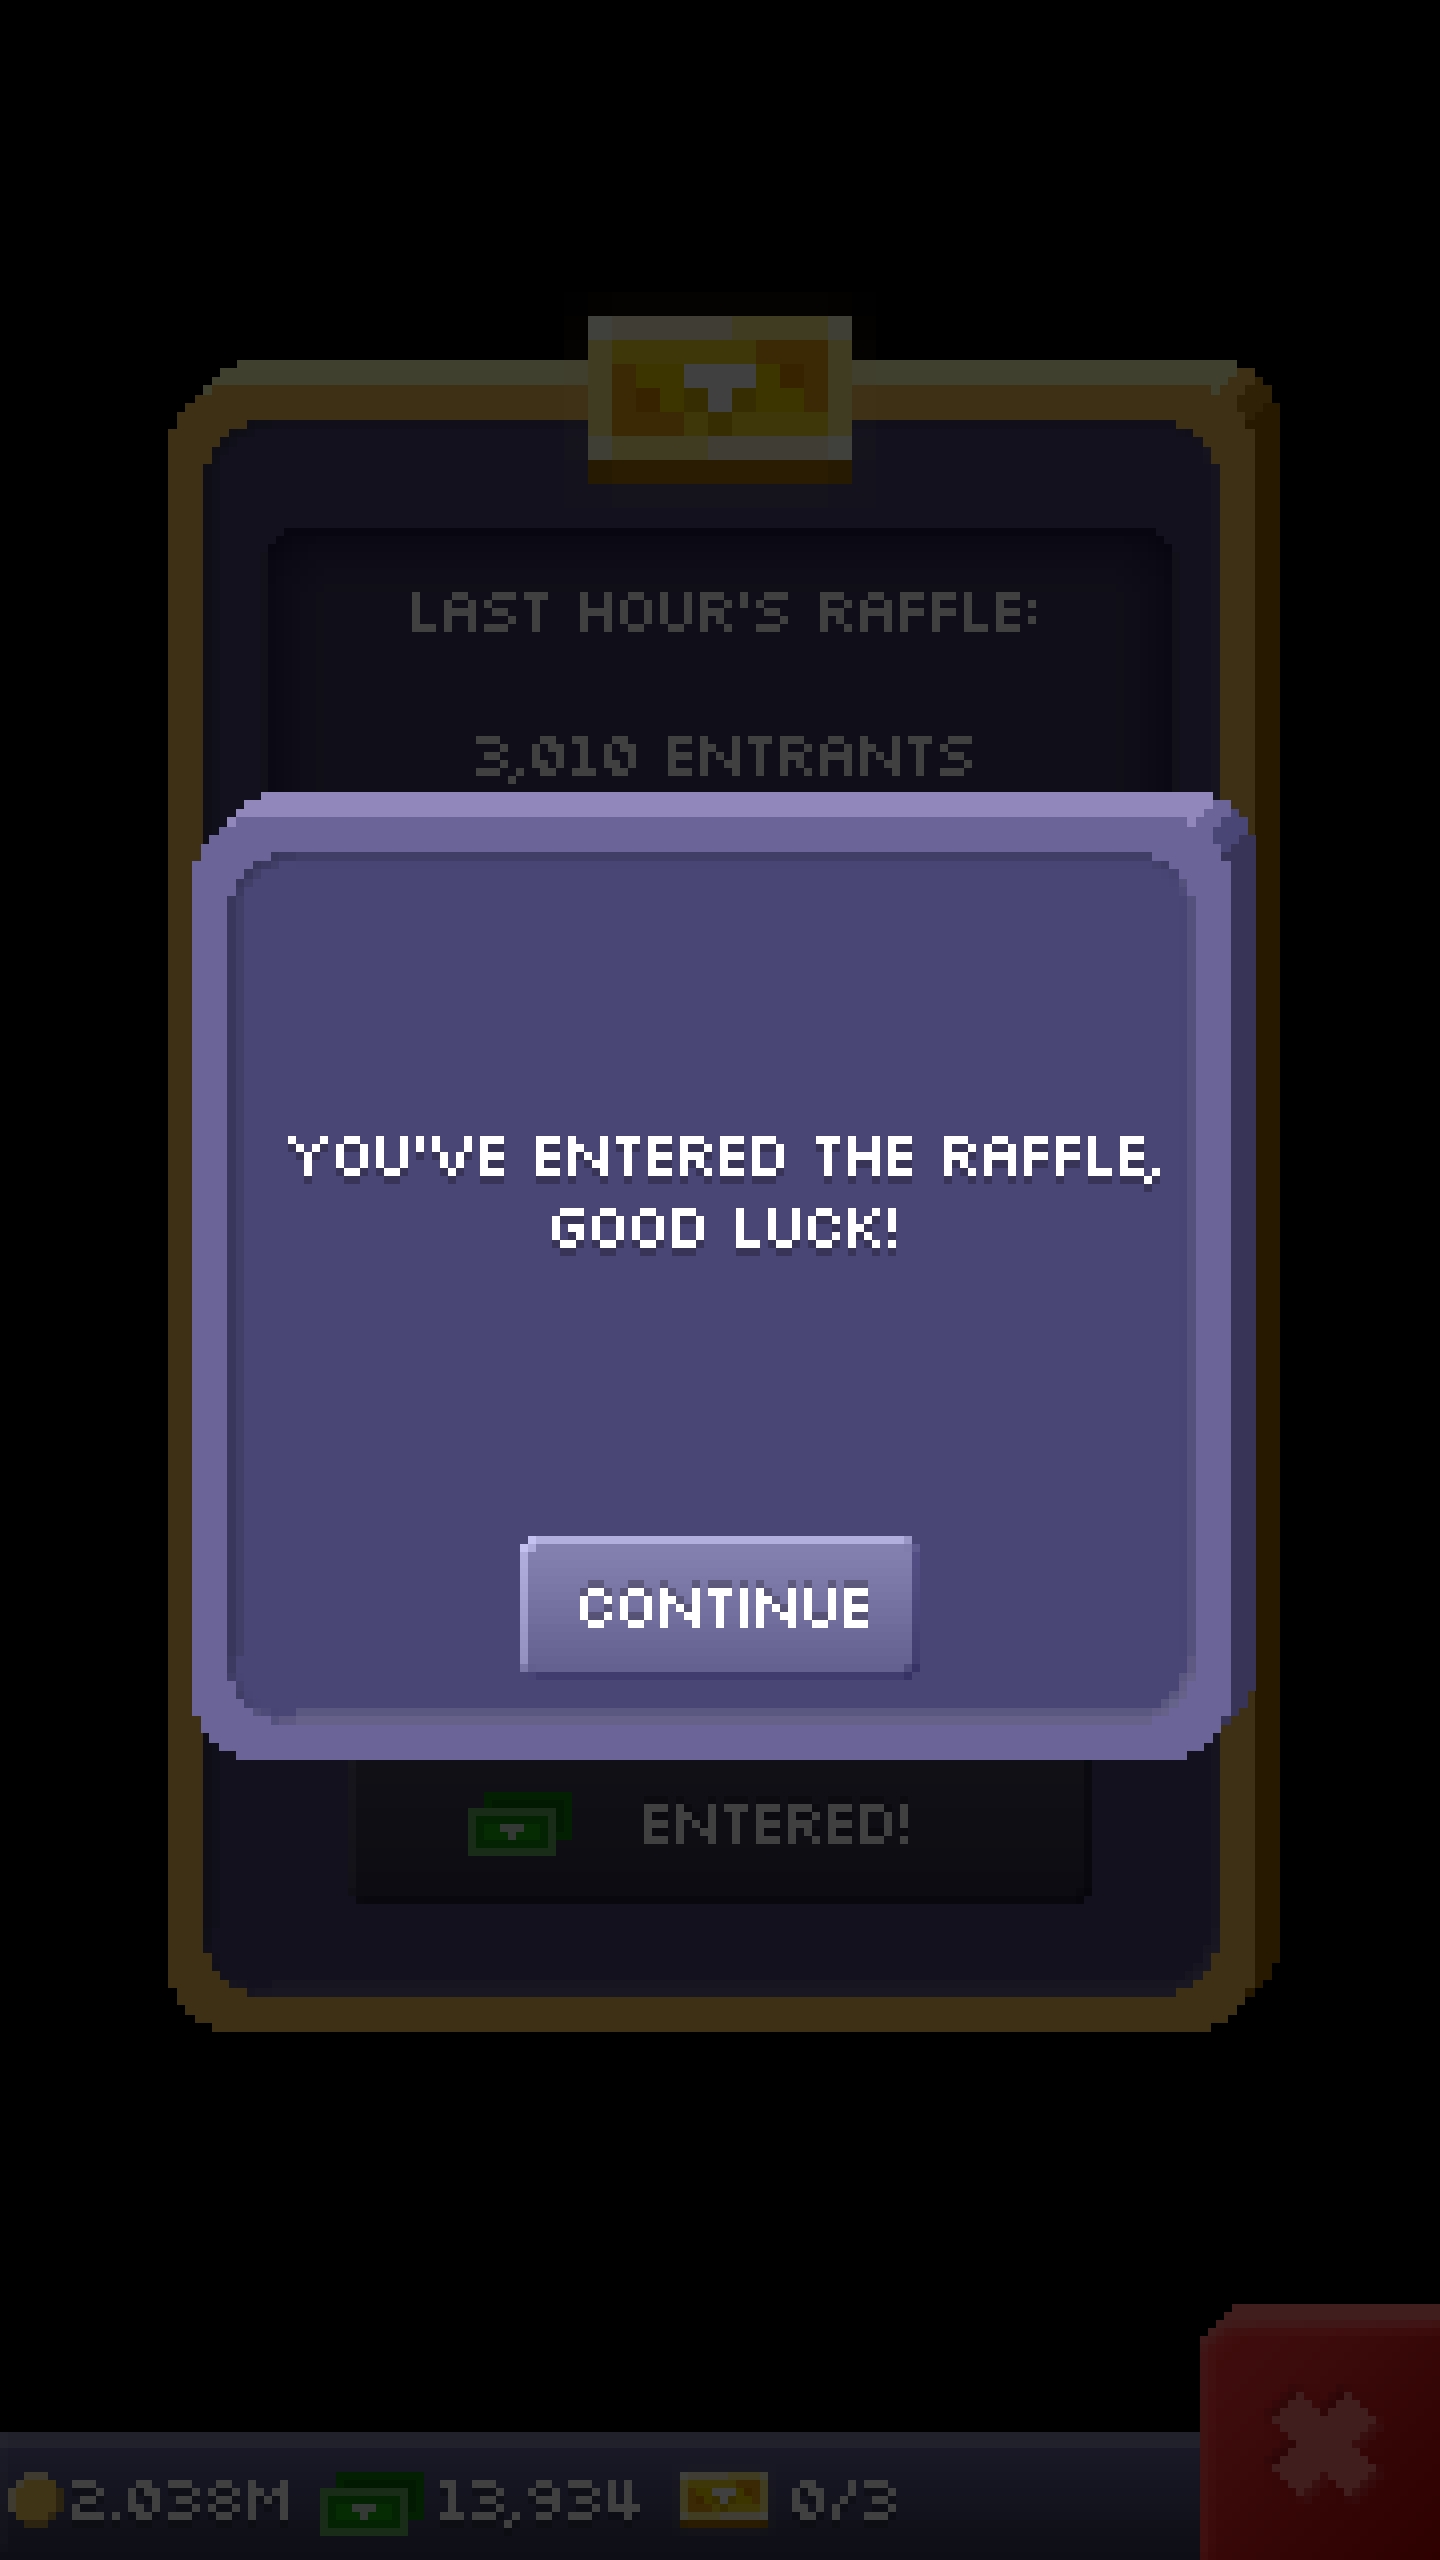 LAST HOUR'S RAFFLE:
3,010 ENTRANTS
YOU'VE ENTERED THE RAFFLE,
GOOD LUCK!
CONTINUE
ENTERED!
2.038M 13,934 0/3